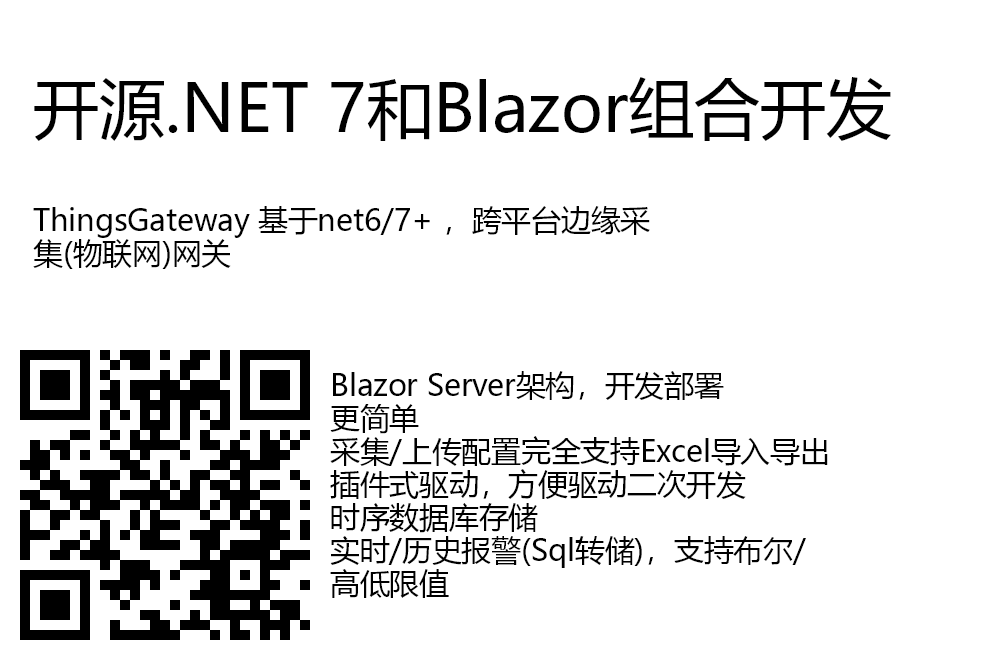 开源.NET 7和Blazor组合开发
ThingsGateway 基于net6/7+ ，跨平台边缘采
集(物联网)网关
Blazor Server架构，开发部署
更简单
采集/上传配置完全支持Excel导入导出
插件式驱动，方便驱动二次开发
时序数据库存储
实时/历史报警(Sql转储)，支持布尔/
高低限值